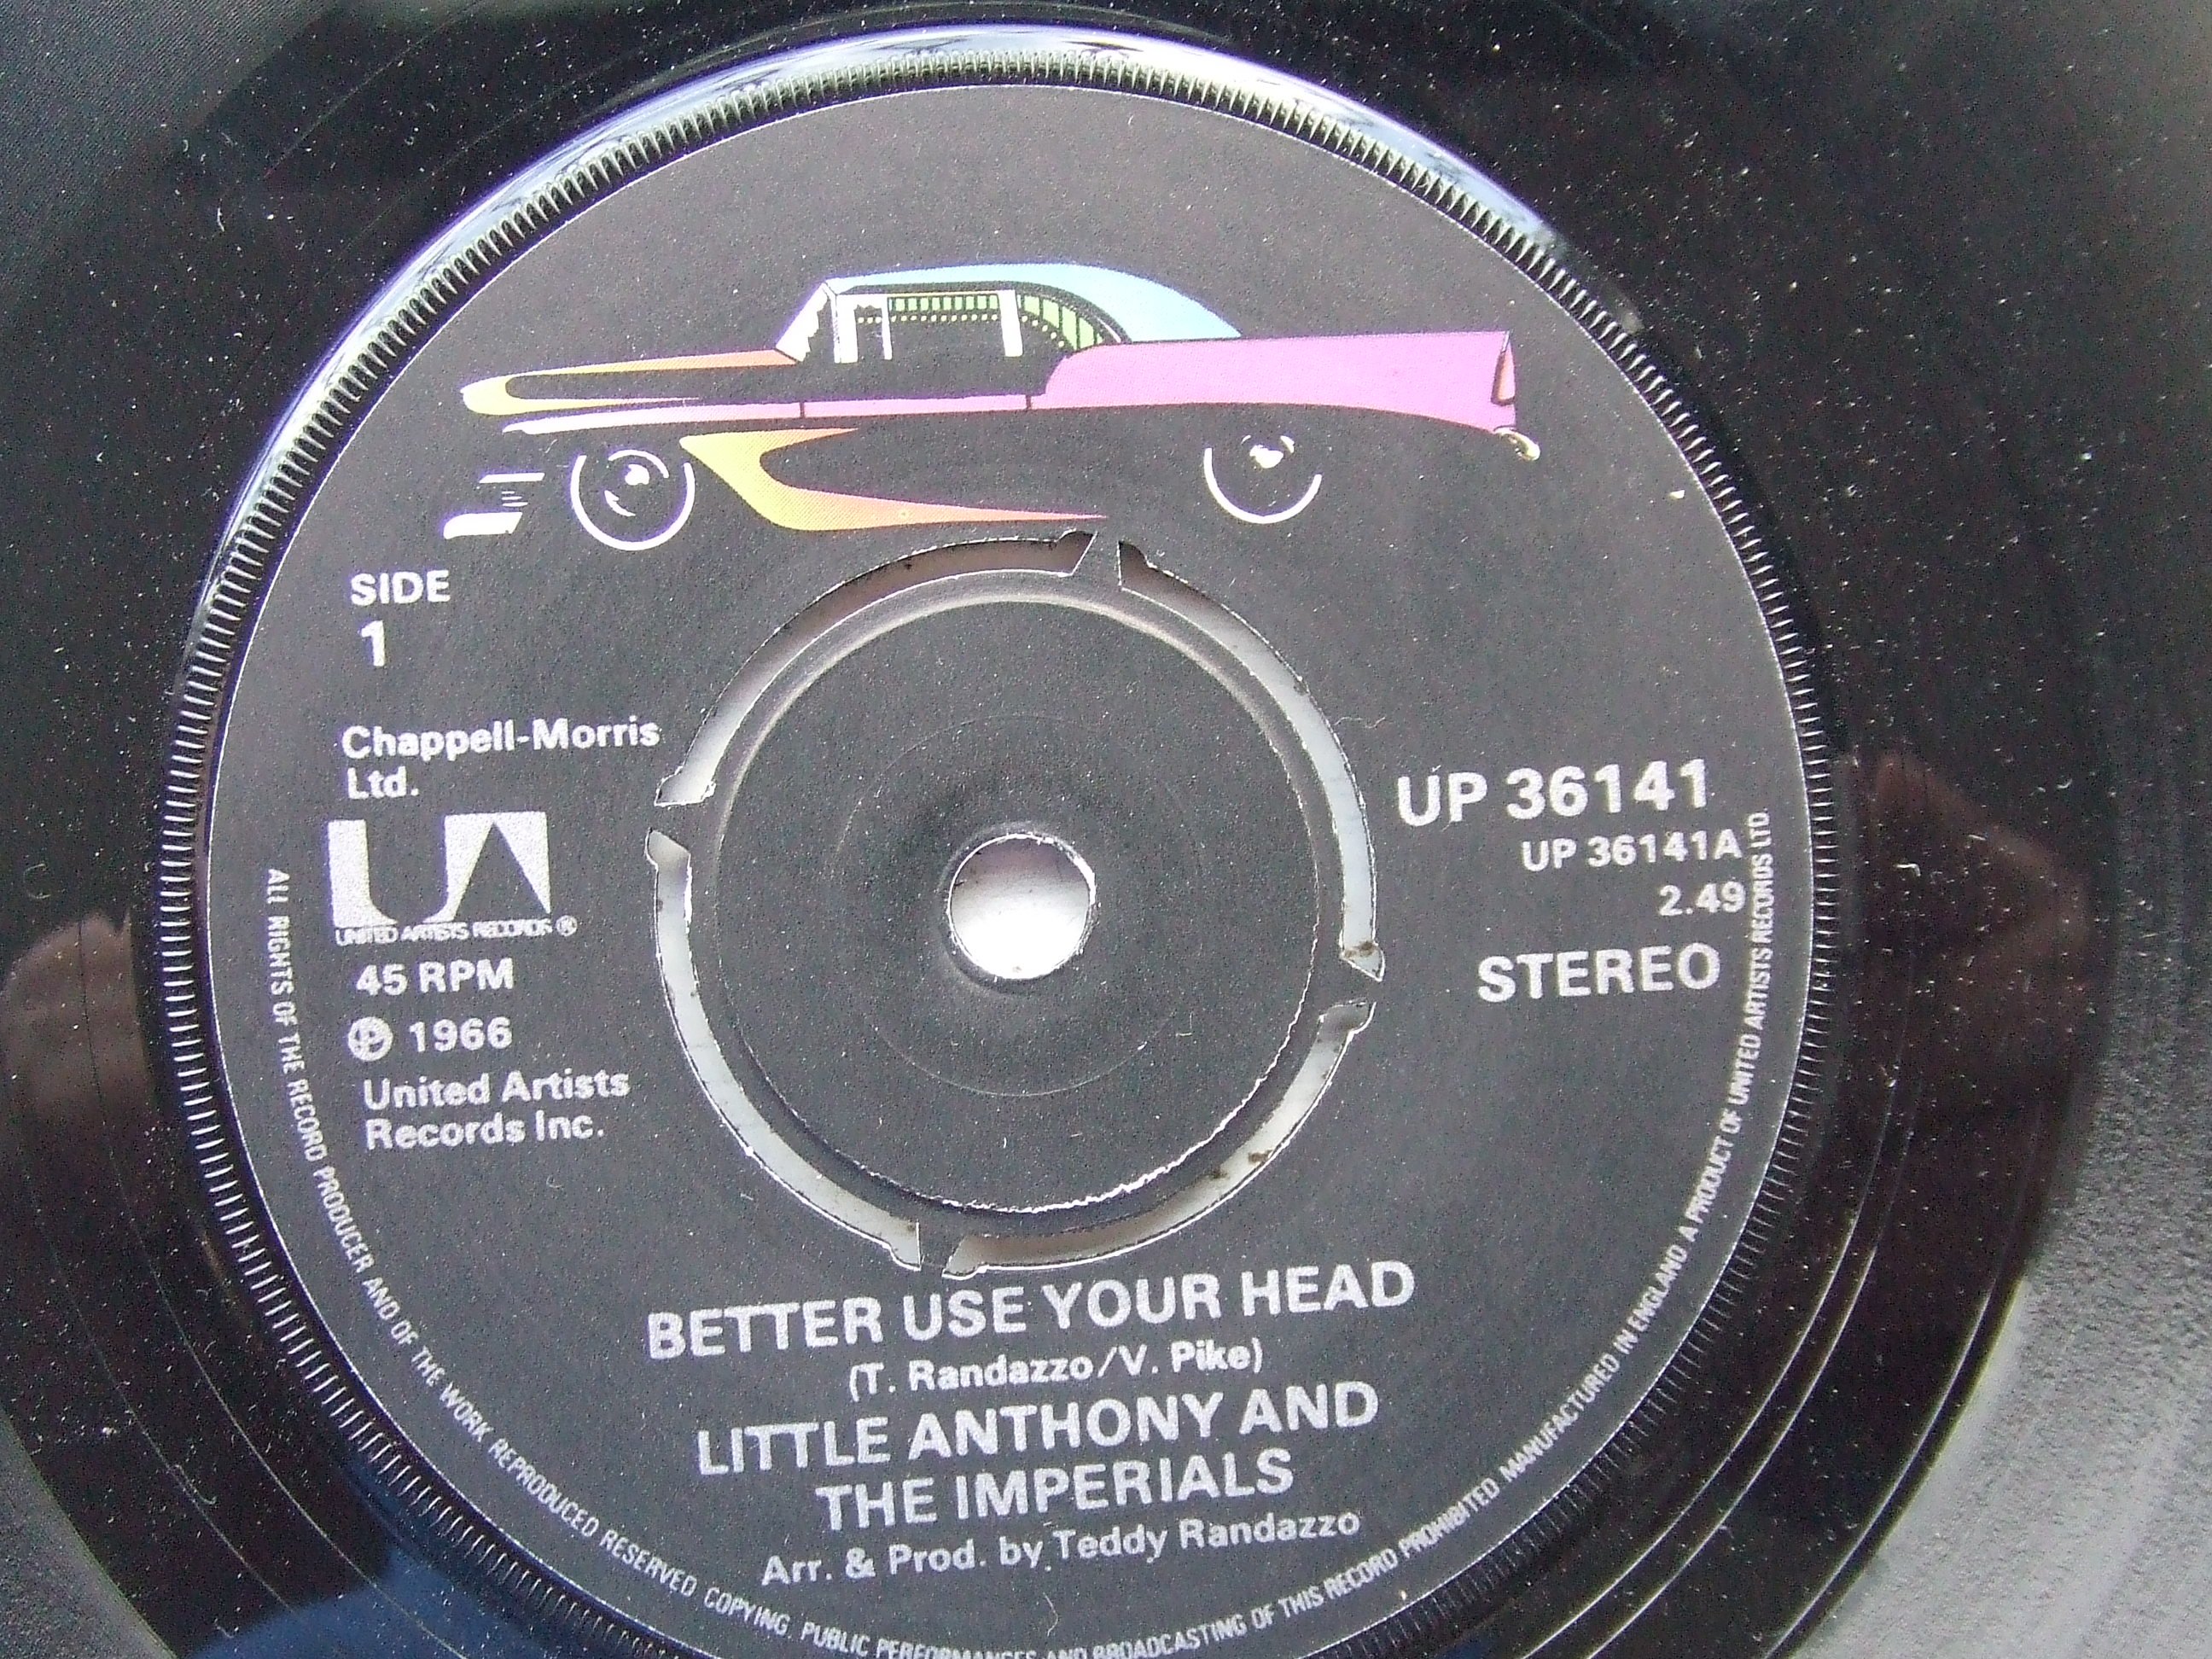 SIDE
1
Chappell-Morris
Ltd.
UA
UNITED ARTISTS RECORDS ®
45 RPM
℗ 1966
United Artists
Records Inc.
UP 36141
UP 36141A
2.49
STEREO
BETTER USE YOUR HEAD
(T. Randazzo/V. Pike)
LITTLE ANTHONY AND
THE IMPERIALS
Arr. & Prod. by Teddy Randazzo
ALL RIGHTS OF THE RECORD PRODUCER AND OF THE WORK REPRODUCED RESERVED COPYING, PUBLIC PERFORMANCES AND BROADCASTING OF THIS RECORD PROHIBITED MANUFACTURED IN ENGLAND A PRODUCT OF UNITED ARTISTS RECORDS LTD.